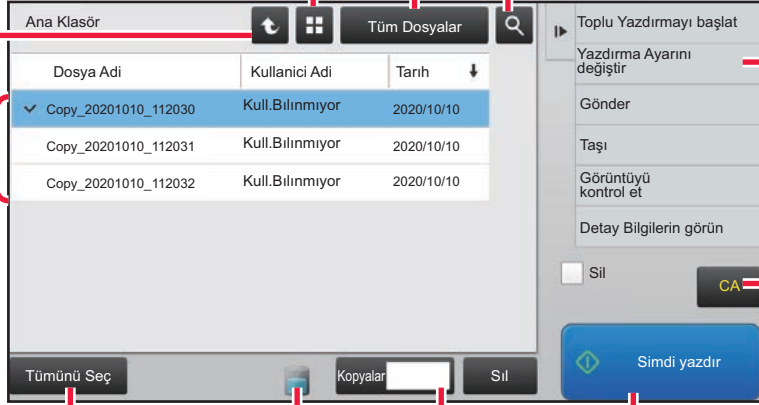 Ana Klasör
Tüm Dosyalar
Dosya Adi Kullanici Adi Tarıh
Copy_20201010_112030 Kull.Bılınmıyor 2020/10/10
Copy_20201010_112031 Kull.Bılınmıyor 2020/10/10
Copy_20201010_112032 Kull.Bılınmıyor 2020/10/10
Tümünü Seç
Kopyalar
Sıl
Toplu Yazdırmayı başlat
Yazdırma Ayarını
değiştir
Gönder
Taşı
Görüntüyü
kontrol et
Detay Bilgilerin görün
Sil
CA
Simdi yazdır